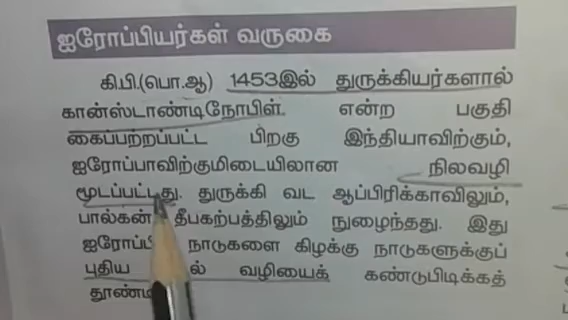 ஐரோப்பியர்கள் வருகை
கி.பி.(பொ.ஆ) 1453இல் துருக்கியர்களால்
கான்ஸ்டாண்டிநோபிள். என்ற பகுதி
கைப்பற்றப்பட்ட பிறகு இந்தியாவிற்கும்,
ஐரோப்பாவிற்குமிடையிலான நிலவழி
மூடப்பட்டது. துருக்கி வட ஆப்பிரிக்காவிலும்,
பால்கன் தீபகற்பத்திலும் நுழைந்தது. இது
நாடுகளை கிழக்கு நாடுகளுக்குப்
புதிய வழியைக் கண்டுபிடிக்கத்